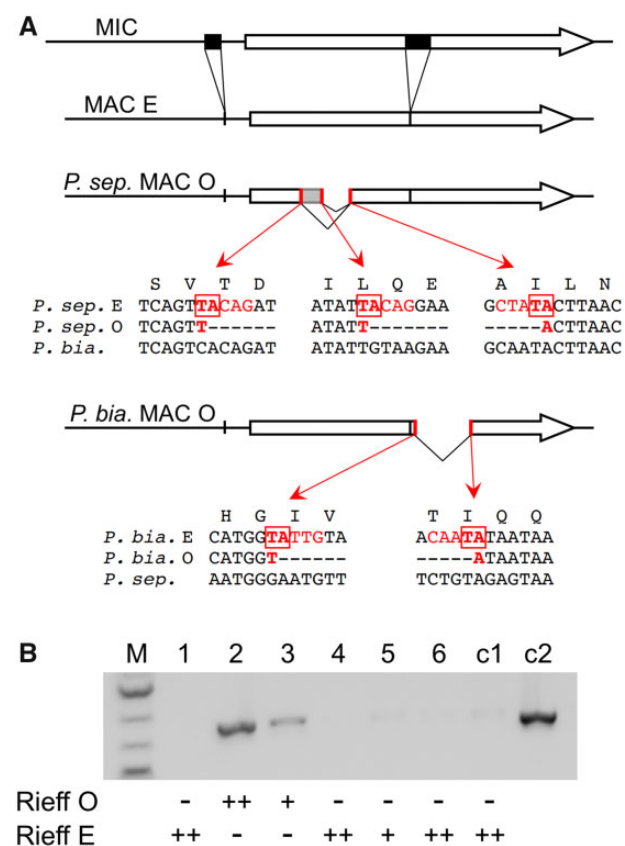 A
MIC
MAC E
P. sep. MAC O
S V T D I L Q E A I L N
P. sep. E TCAGTTACAGAT ATATTACAGGAA GCTATACTTAAC
P. sep. O TCAGTT------ ATATT------- -----ACTTAAC
P. bia. TCAGTCACAGAT ATATTGTAAGAA GCAATACTTAAC
P. bia. MAC O
H G I V T I Q Q
P. bia. E CATGGTATTGTA ACAATATAATAA
P. bia. O CATGGT------ -----ATAATAA
P. sep. AATGGGAATGTT TCTGTAGAGTAA
B
M 1 2 3 4 5 6 c1 c2
Rieff O - ++ + - - - -
Rieff E ++ - - ++ + ++ ++